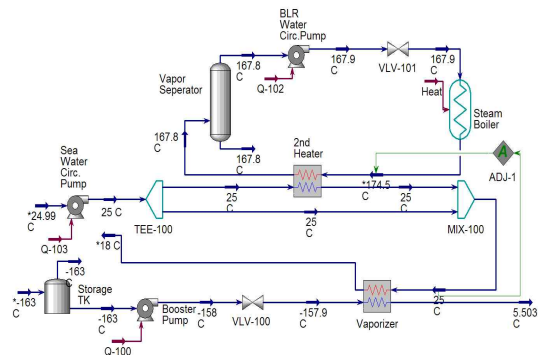 BLR
Water
Circ.Pump
167.8
C
167.9
C
167.9
C
VLV-101
Vapor
Seperator
Q-102
Heat
Steam
Boiler
167.8
C
167.8
C
2nd
Heater
Sea
Water
Circ.
Pump
*174.5
C
ADJ-1
*24.99
C
25 C
25
C
25
C
25
C
Q-103
TEE-100
MIX-100
*18 C
-163
C
*-163
C
Storage
TK
-163
C
Booster
Pump
-158
C
VLV-100
-157.9
C
Vaporizer
25
C
5.503
C
Q-100
A